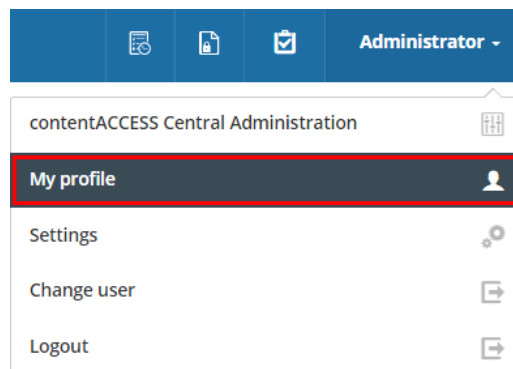 Administrator
contentACCESS Central Administration
My profile
Settings
Change user
Logout